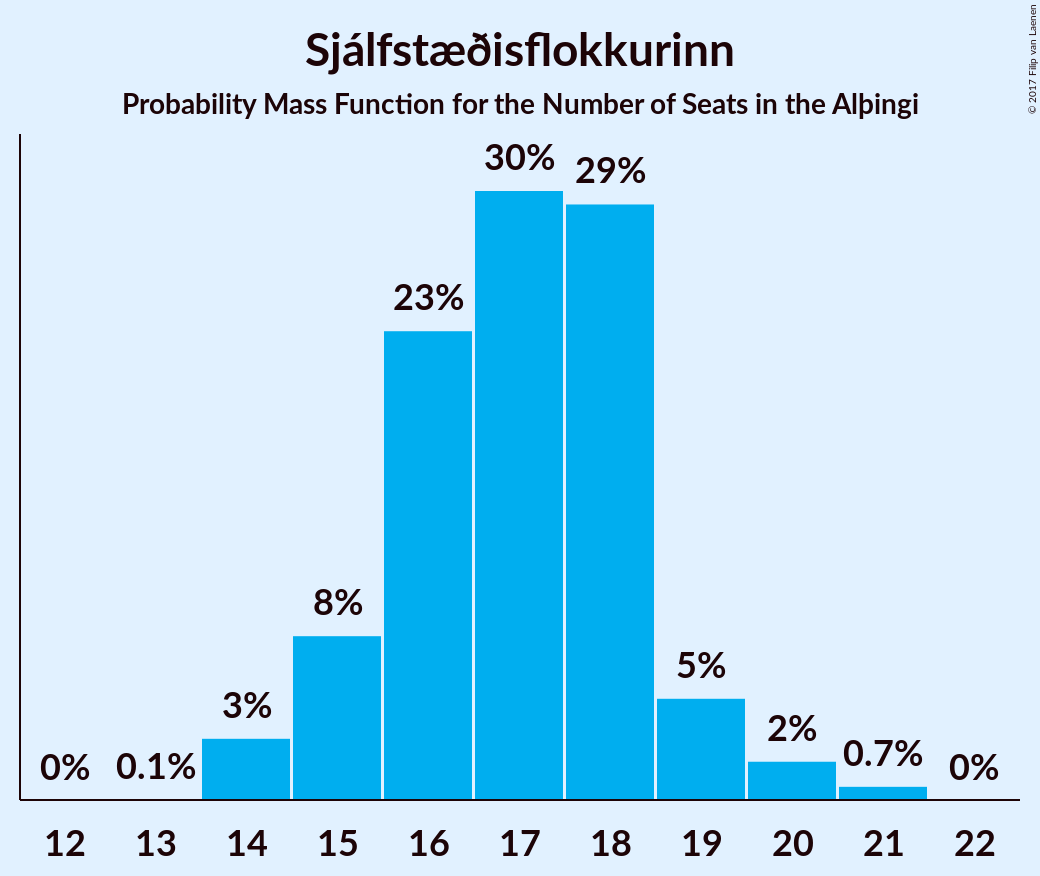 Sjálfstæðisflokkurinn
Probability Mass Function for the Number of Seats in the Alþingi
© 2017 Filip van Laenen
30%
29%
23%
8%
5%
3%
2%
0.7%
0%
0.1%
0%
12 13 14 15 16 17 18 19 20 21 22